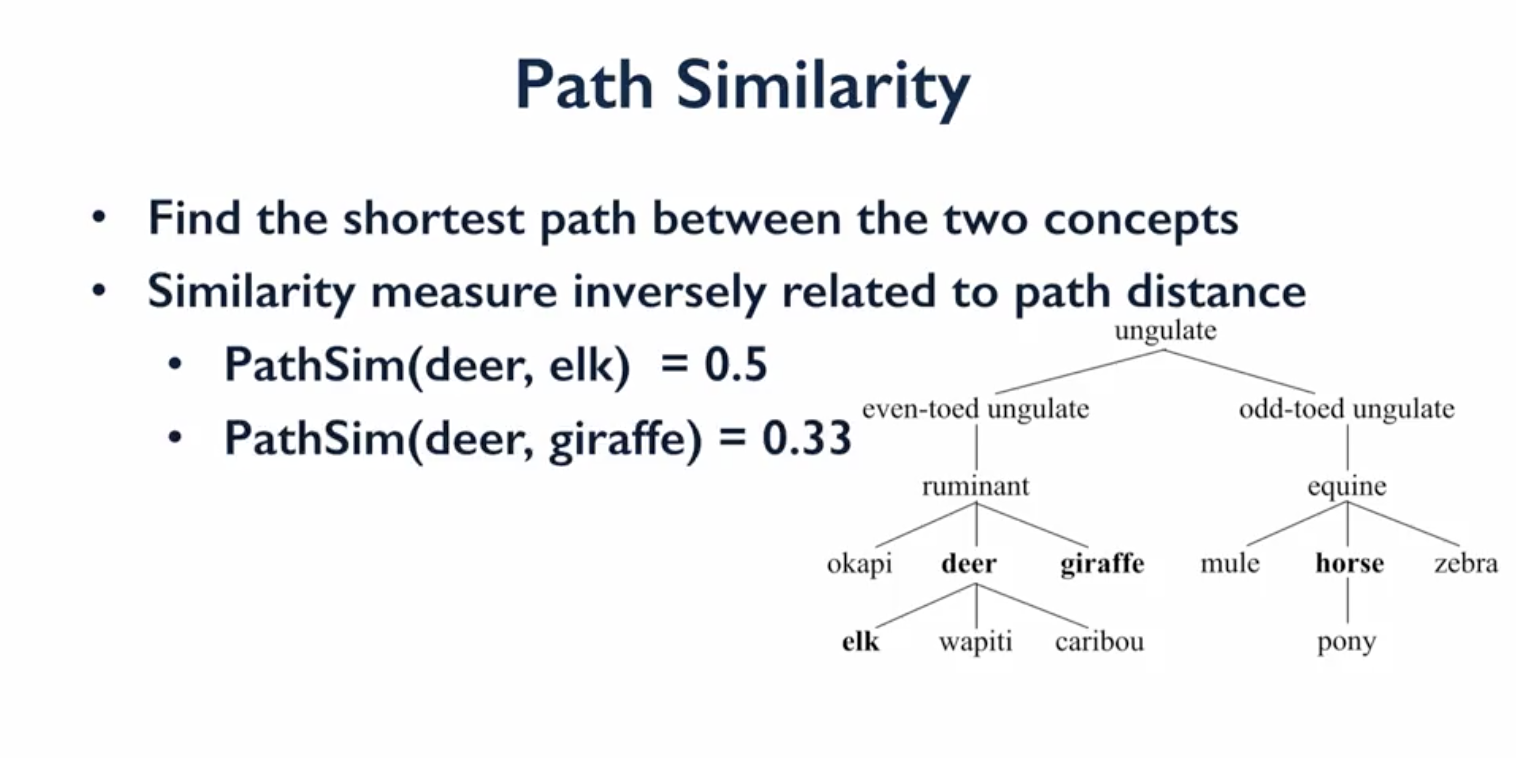 Path Similarity
• Find the shortest path between the two concepts
• Similarity measure inversely related to path distance
• PathSim(deer, elk) = 0.5
• PathSim(deer, giraffe) = 0.33
ungulate
even-toed ungulate odd-toed ungulate
ruminant equine
okapi deer giraffe mule horse zebra
elk wapiti caribou pony